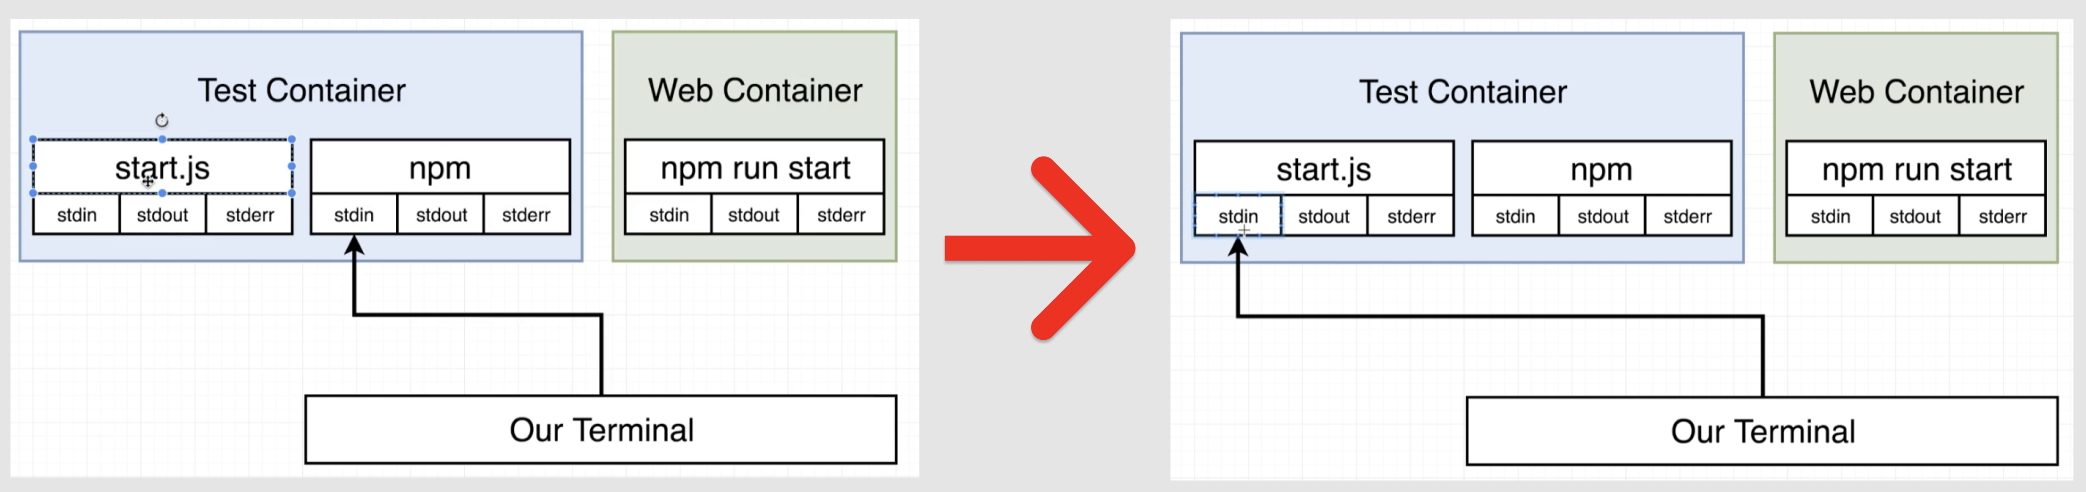 Test Container
Web Container
start.js
npm
npm run start
stdin
stdout
stderr
stdin
stdout
stderr
stdin
stdout
stderr
Our Terminal
Test Container
Web Container
start.js
npm
npm run start
stdin
stdout
stderr
stdin
stdout
stderr
stdin
stdout
stderr
Our Terminal